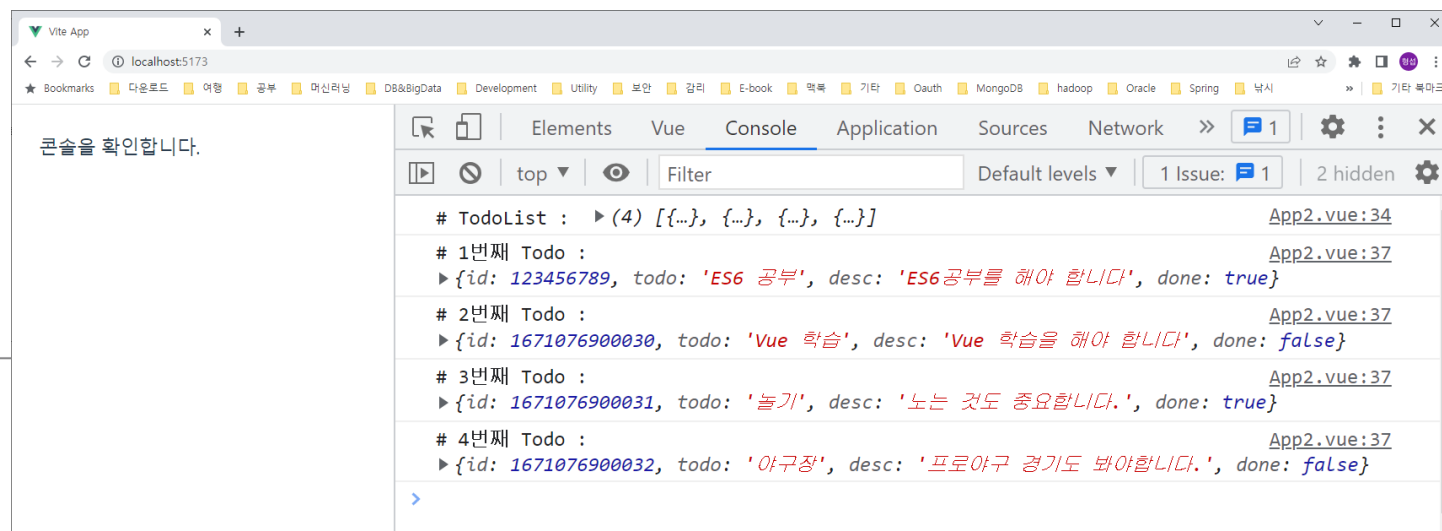 Vite App
localhost:5173
형섭
Bookmarks 다운로드 여행 공부 머신러닝 DB&BigData Development Utility 보안 감리 E-book 맥북 기타 Oauth MongoDB hadoop Oracle Spring 낚시 » 기타 북마크
콘솔을 확인합니다.
Elements Vue Console Application Sources Network » 1
top ▼ Filter Default levels ▼ 1 Issue: 1 2 hidden
# TodoList : ▶(4) [{…}, {…}, {…}, {…}] App2.vue:34
# 1번째 Todo : App2.vue:37
▶{id: 123456789, todo: 'ES6 공부', desc: 'ES6공부를 해야 합니다', done: true}
# 2번째 Todo : App2.vue:37
▶{id: 1671076900030, todo: 'Vue 학습', desc: 'Vue 학습을 해야 합니다', done: false}
# 3번째 Todo : App2.vue:37
▶{id: 1671076900031, todo: '놀기', desc: '노는 것도 중요합니다.', done: true}
# 4번째 Todo : App2.vue:37
▶{id: 1671076900032, todo: '야구장', desc: '프로야구 경기도 봐야합니다.', done: false}
>